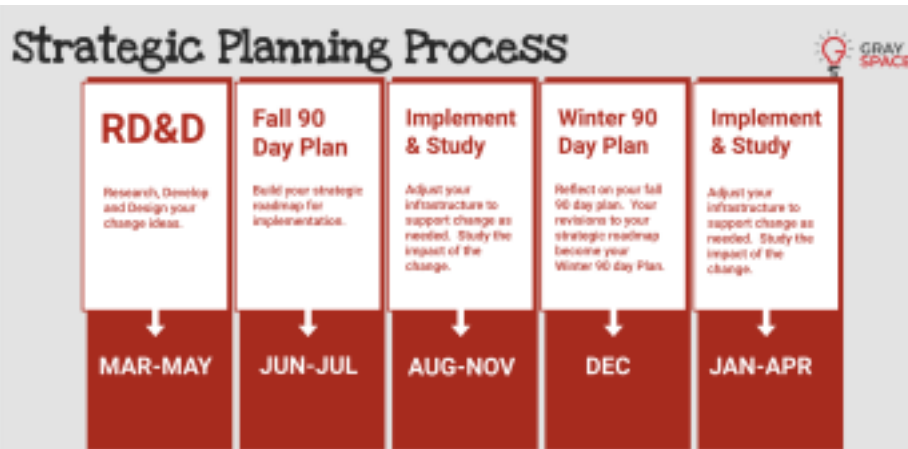 Strategic Planning Process
GRAY
SPACE
RD&D
Research, Develop
and Design your
change ideas.
MAR-MAY
Fall 90
Day Plan
Build your strategic
roadmap for
implementation.
JUN-JUL
Implement
& Study
Adjust your
infrastructure to
support change as
needed. Study the
impact of the
change.
AUG-NOV
Winter 90
Day Plan
Reflect on your fall
90 day plan. Your
revisions to your
strategic roadmap
become your
Winter 90 day Plan.
DEC
Implement
& Study
Adjust your
infrastructure to
support change as
needed. Study the
impact of the
change.
JAN-APR